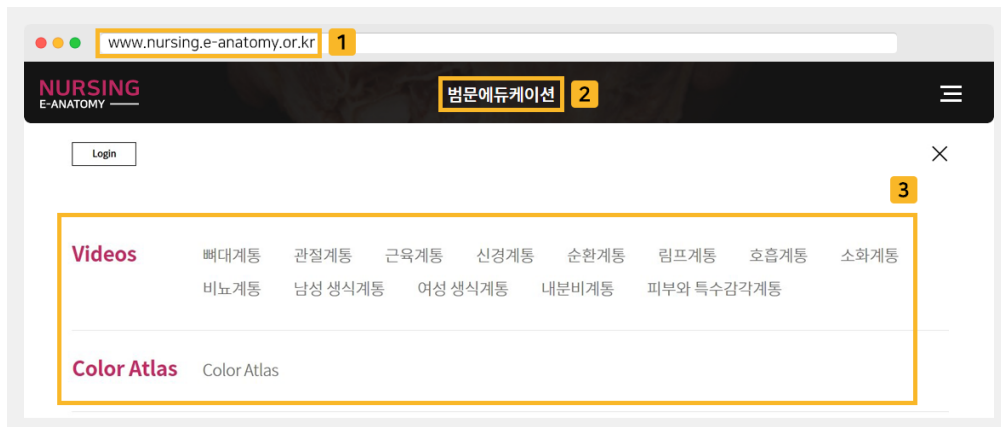 www.nursing.e-anatomy.or.kr 1
NURSING
E-ANATOMY
범문에듀케이션 2
Login
3
Videos 뼈대계통 관절계통 근육계통 신경계통 순환계통 림프계통 호흡계통 소화계통
비뇨계통 남성 생식계통 여성 생식계통 내분비계통 피부와 특수감각계통
Color Atlas Color Atlas